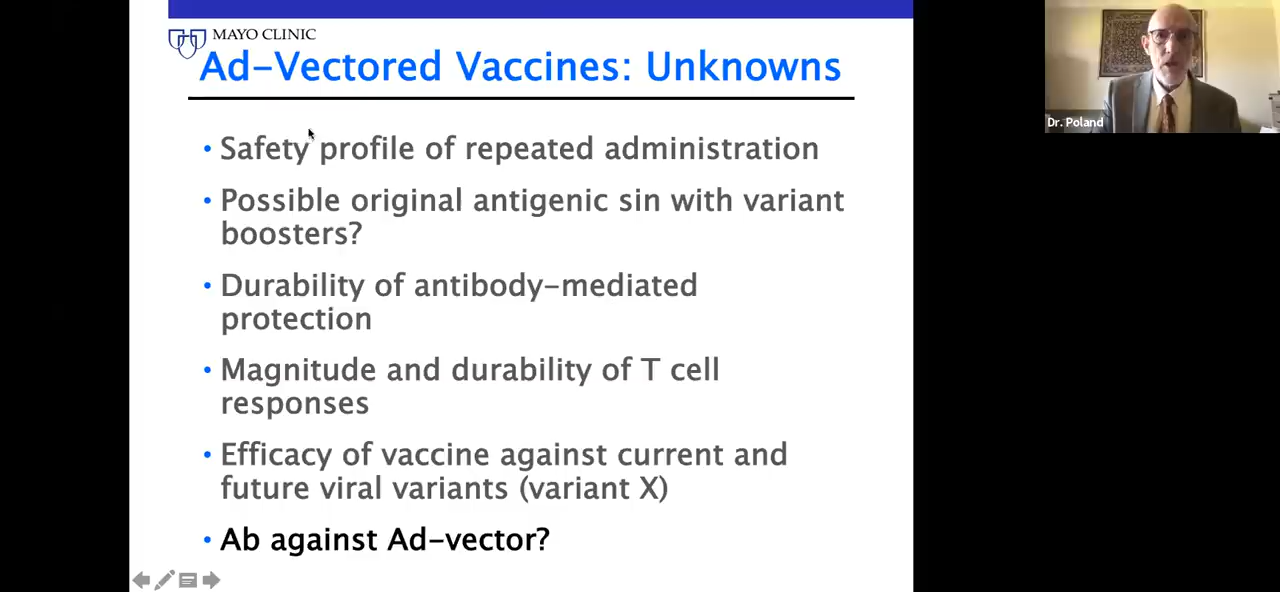 MAYO CLINIC
Ad-Vectored Vaccines: Unknowns
• Safety profile of repeated administration
• Possible original antigenic sin with variant
boosters?
• Durability of antibody-mediated
protection
• Magnitude and durability of T cell
responses
• Efficacy of vaccine against current and
future viral variants (variant X)
• Ab against Ad-vector?
Dr. Poland